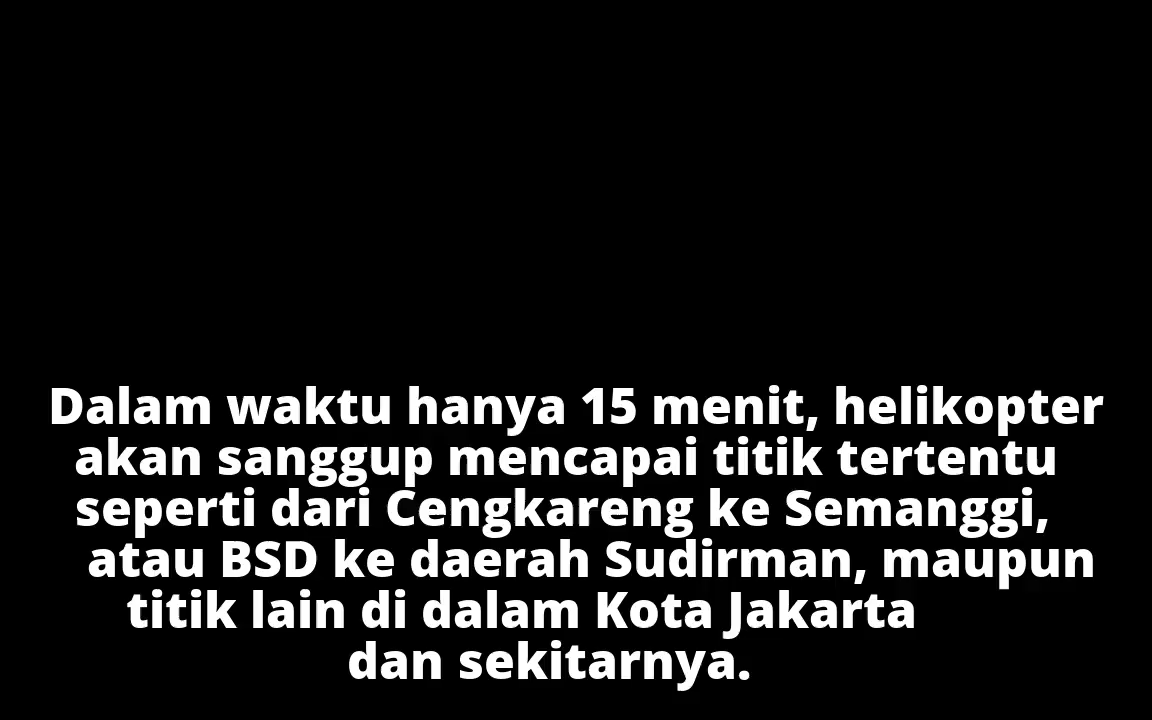 Dalam waktu hanya 15 menit, helikopter
akan sanggup mencapai titik tertentu
seperti dari Cengkareng ke Semanggi,
atau BSD ke daerah Sudirman, maupun
titik lain di dalam Kota Jakarta
dan sekitarnya.